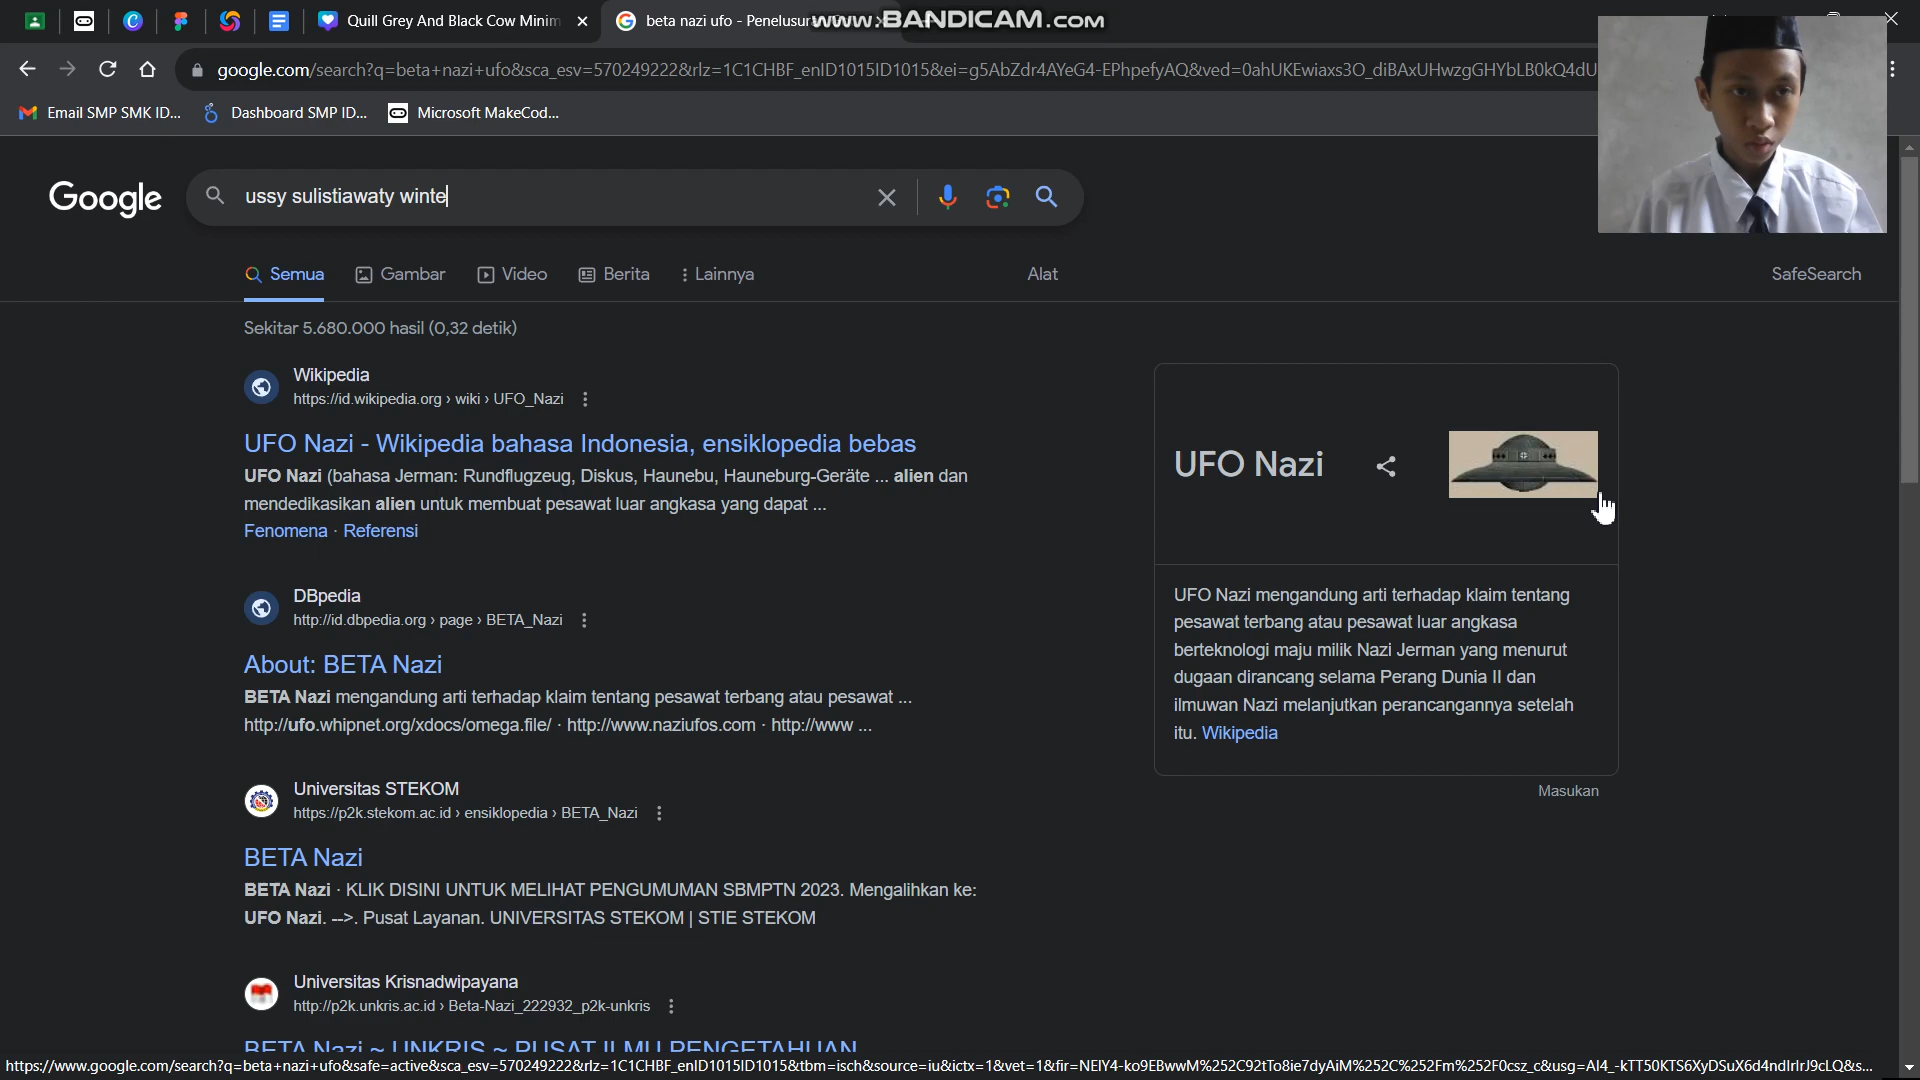 Quill Grey And Black Cow Minim
beta nazi ufo - Penelusura
www.BANDICAM.com
google.com/search?q=beta+nazi+ufo&sca_esv=570249222&rlz=1C1CHBF_enID1015ID1015&ei=g5AbZdr4AYeG4-EPhpefyAQ&ved=0ahUKEwiaxs3O_diBAxUHwzgGHYbLB0kQ4dU
Email SMP SMK ID...
Dashboard SMP ID...
Microsoft MakeCod...
Google
ussy sulistiawaty winte
Semua
Gambar
Video
Berita
Lainnya
Alat
SafeSearch
Sekitar 5.680.000 hasil (0,32 detik)
Wikipedia
https://id.wikipedia.org › wiki › UFO_Nazi
UFO Nazi - Wikipedia bahasa Indonesia, ensiklopedia bebas
UFO Nazi (bahasa Jerman: Rundflugzeug, Diskus, Haunebu, Hauneburg-Geräte ... alien dan
mendedikasikan alien untuk membuat pesawat luar angkasa yang dapat ...
Fenomena · Referensi
DBpedia
http://id.dbpedia.org › page › BETA_Nazi
About: BETA Nazi
BETA Nazi mengandung arti terhadap klaim tentang pesawat terbang atau pesawat ...
http://ufo.whipnet.org/xdocs/omega.file/ · http://www.naziufos.com · http://www ...
Universitas STEKOM
https://p2k.stekom.ac.id › ensiklopedia › BETA_Nazi
BETA Nazi
BETA Nazi · KLIK DISINI UNTUK MELIHAT PENGUMUMAN SBMPTN 2023. Mengalihkan ke:
UFO Nazi. -->. Pusat Layanan. UNIVERSITAS STEKOM | STIE STEKOM
Universitas Krisnadwipayana
http://p2k.unkris.ac.id › Beta-Nazi_222932_p2k-unkris
BETA Nazi ~ UNKRIS ~ PUSAT ILMU PENGETAHUAN
UFO Nazi
UFO Nazi mengandung arti terhadap klaim tentang
pesawat terbang atau pesawat luar angkasa
berteknologi maju milik Nazi Jerman yang menurut
dugaan dirancang selama Perang Dunia II dan
ilmuwan Nazi melanjutkan perancangannya setelah
itu. Wikipedia
Masukan
https://www.google.com/search?q=beta+nazi+ufo&safe=active&sca_esv=570249222&rlz=1C1CHBF_enID1015ID1015&tbm=isch&source=iu&ictx=1&vet=1&fir=NEIY4-ko9EBwwM%252C92tTo8ie7dyAiM%252C%252Fm%252F0csz_c&usg=AI4_-kTT50KTS6XyDSuX6d4ndIrIrJ9cLQ&s...